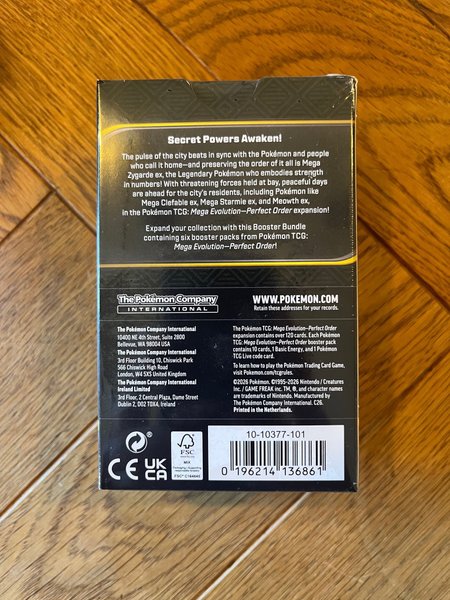 Secret Powers Awaken!
The pulse of the city beats in sync with the Pokémon and people
who call it home—and preserving the order of it all is Mega
Zygarde ex, the Legendary Pokémon who embodies strength
in numbers! With threatening forces held at bay, peaceful days
are ahead for the city's residents, including Pokémon like
Mega Clefable ex, Mega Starmie ex, and Meowth ex,
in the Pokémon TCG: Mega Evolution—Perfect Order expansion!
Expand your collection with this Booster Bundle
containing six booster packs from Pokémon TCG:
Mega Evolution—Perfect Order!
The Pokémon Company
INTERNATIONAL
The Pokémon Company International
10400 NE 4th Street, Suite 2800
Bellevue, WA 98004 USA
The Pokémon Company International
3rd Floor Building 10, Chiswick Park
566 Chiswick High Road
London, W4 5XS United Kingdom
The Pokémon Company International
Ireland Limited
3rd Floor, 2 Central Plaza, Dame Street
Dublin 2, D02 T0X4, Ireland
WWW.POKEMON.COM
Retain these addresses for your records.
Pokémon TCG: Mega Evolution—Perfect Order
expansion contains over 120 cards. Each Pokémon
TCG: Mega Evolution—Perfect Order booster pack
contains 10 cards, 1 Basic Energy, and 1 Pokémon
TCG Live code card.
To learn how to play the Pokémon Trading Card Game,
visit Pokemon.com/tcgrules.
©2026 Pokémon. ©1995-2026 Nintendo / Creatures
Inc. / GAME FREAK inc. TM, ®, and character names
are trademarks of Nintendo. Manufactured by
The Pokémon Company International. C26.
Printed in the Netherlands.
CE
UK
CA
FSC
MIX
10-10377-101
0 196214 136861